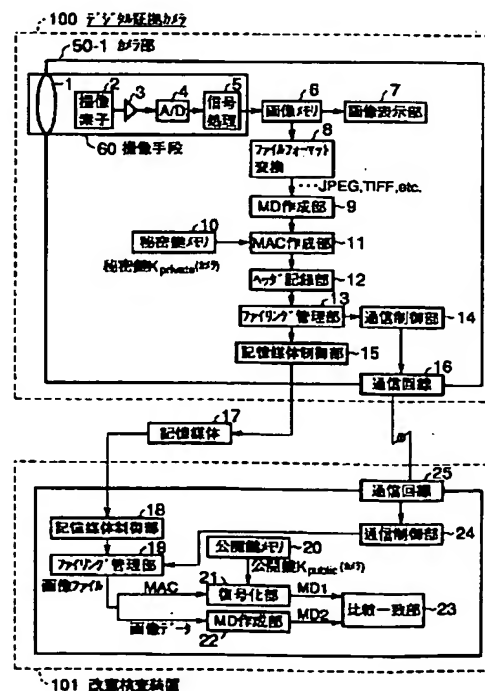 100 デジタル証拠カメラ
50-1 カメラ部
1
2
3
4
5
6
7
撮像素子
A/D
信号処理
画像メモリ
画像表示部
60 撮像手段
8
ファイルフォーマット変換
…JPEG,TIFF,etc.
MD作成部 9
10
秘密鍵メモリ
MAC作成部 11
秘密鍵Kprivate(カメラ)
ヘッダ記録部 12
13
ファイリング管理部
通信制御部 14
記憶媒体制御部 15
16
通信回線
17
記憶媒体
25
通信回線
18
記憶媒体制御部
通信制御部 24
19
公開鍵メモリ 20
ファイリング管理部
公開鍵Kpublic(カメラ)
画像ファイル
MAC
21
復号化部
MD1
比較一致部 23
画像データ
MD作成部
22
MD2
101 改竄検査装置